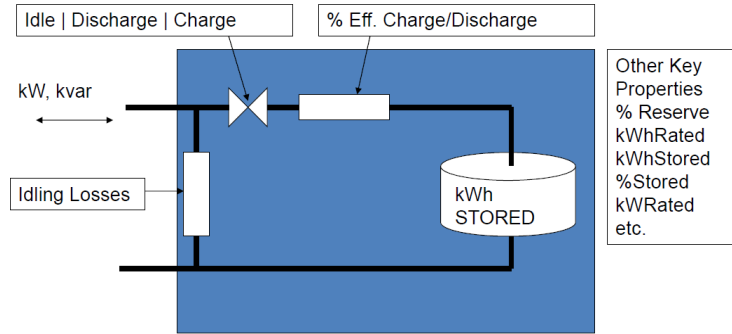 Idle | Discharge | Charge
% Eff. Charge/Discharge
kW, kvar
Idling Losses
kWh
STORED
Other Key
Properties
% Reserve
kWhRated
kWhStored
%Stored
kWRated
etc.